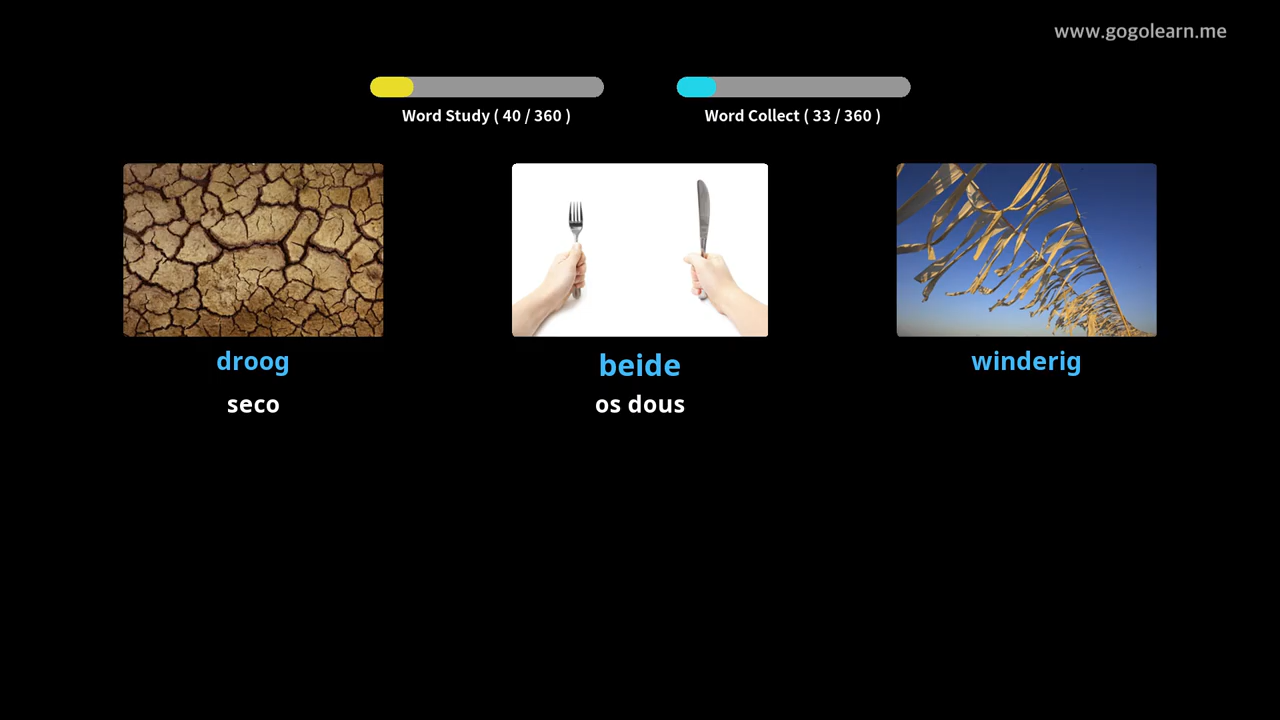 www.gogolearn.me
Word Study ( 40 / 360 )
Word Collect ( 33 / 360 )
droog
beide
winderig
seco
os dous